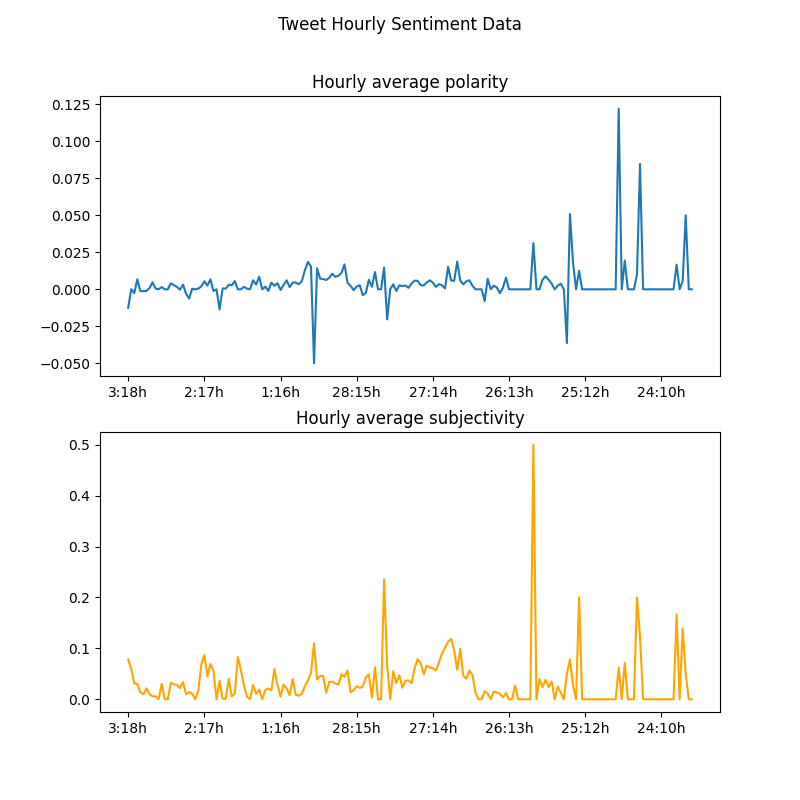 Tweet Hourly Sentiment Data
Hourly average polarity
0.125
0.100
0.075
0.050
0.025
0.000
−0.025
−0.050
3:18h 2:17h 1:16h 28:15h 27:14h 26:13h 25:12h 24:10h
Hourly average subjectivity
0.5
0.4
0.3
0.2
0.1
0.0
3:18h 2:17h 1:16h 28:15h 27:14h 26:13h 25:12h 24:10h